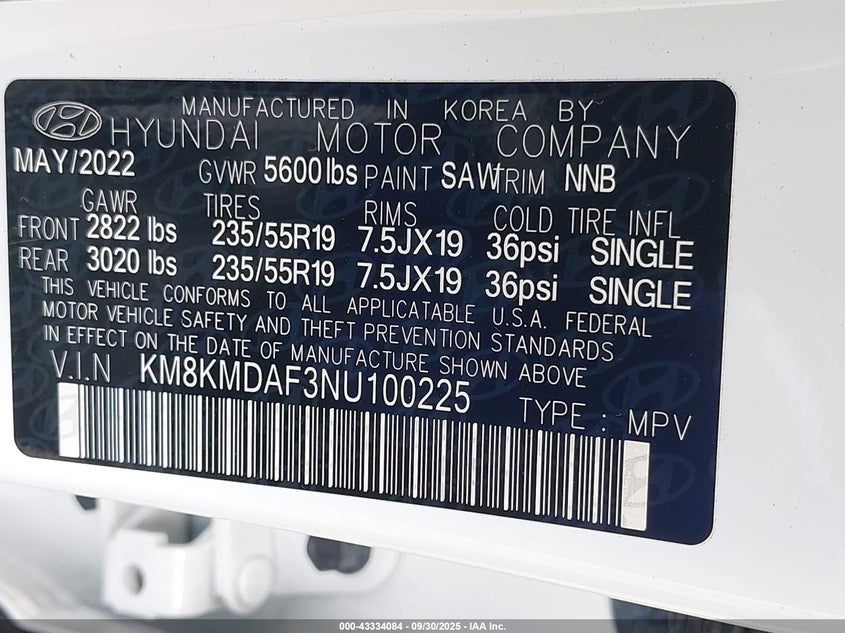 MANUFACTURED IN KOREA BY
HYUNDAI MOTOR COMPANY
MAY/2022 GVWR 5600 lbs PAINT SAW TRIM NNB
GAWR TIRES RIMS COLD TIRE INFL
FRONT 2822 lbs 235/55R19 7.5JX19 36psi SINGLE
REAR 3020 lbs 235/55R19 7.5JX19 36psi SINGLE
THIS VEHICLE CONFORMS TO ALL APPLICATABLE U.S.A. FEDERAL
MOTOR VEHICLE SAFETY AND THEFT PREVENTION STANDARDS
IN EFFECT ON THE DATE OF MANUFACTURE SHOWN ABOVE
V.I.N KM8KMDAF3NU100225
TYPE : MPV
000-43334084 - 09/30/2025 - IAA Inc.